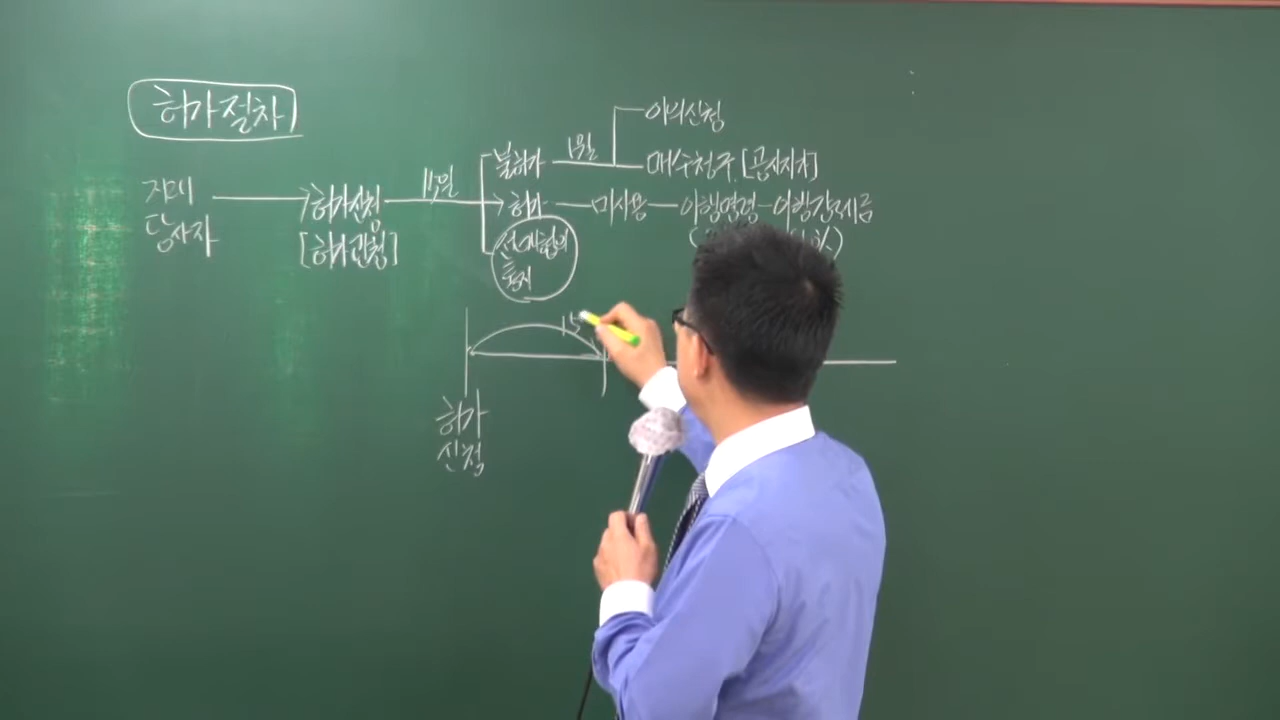 허가절차
이의신청
불허가
1월
매수청구 [공시지가]
거래
당사자
허가신청
[허가관청]
15일
허가
미사용
이행명령
이행강제금
선매협의
통지
15
허가
신청